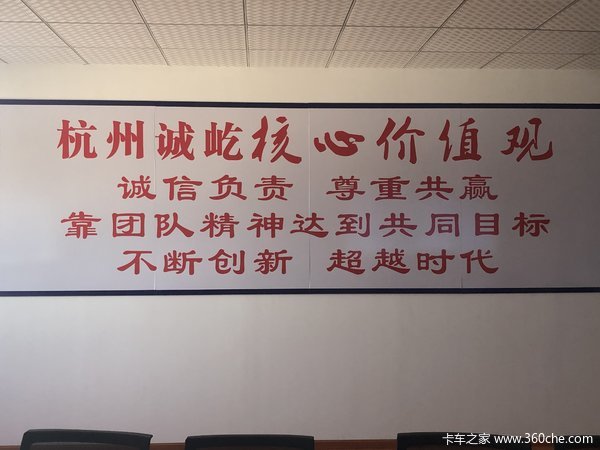 杭州诚屹核心价值观
诚信负责 尊重共赢
靠团队精神达到共同目标
不断创新 超越时代
卡车之家 www.360che.com